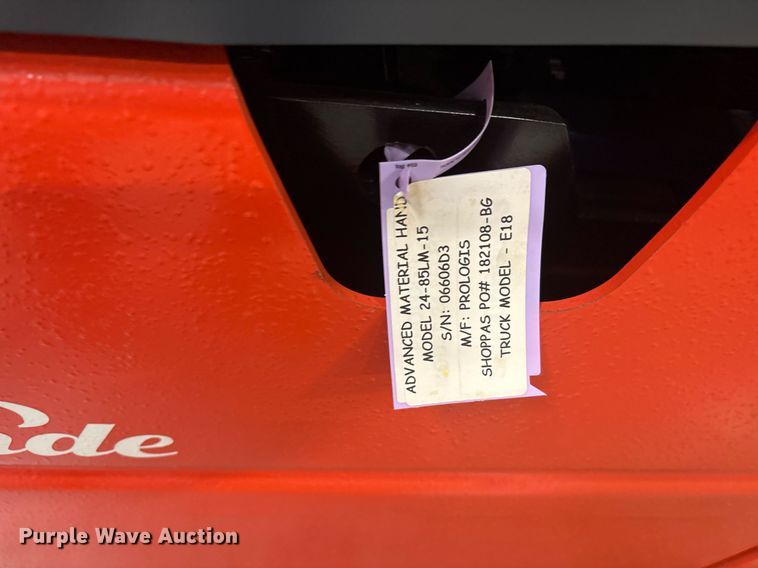 ADVANCED MATERIAL HAND
MODEL 24-85LM-15
S/N: 06606D3
M/F: PROLOGIS
SHOPPAS PO# 182108-BG
TRUCK MODEL - E18
nde
Purple Wave Auction